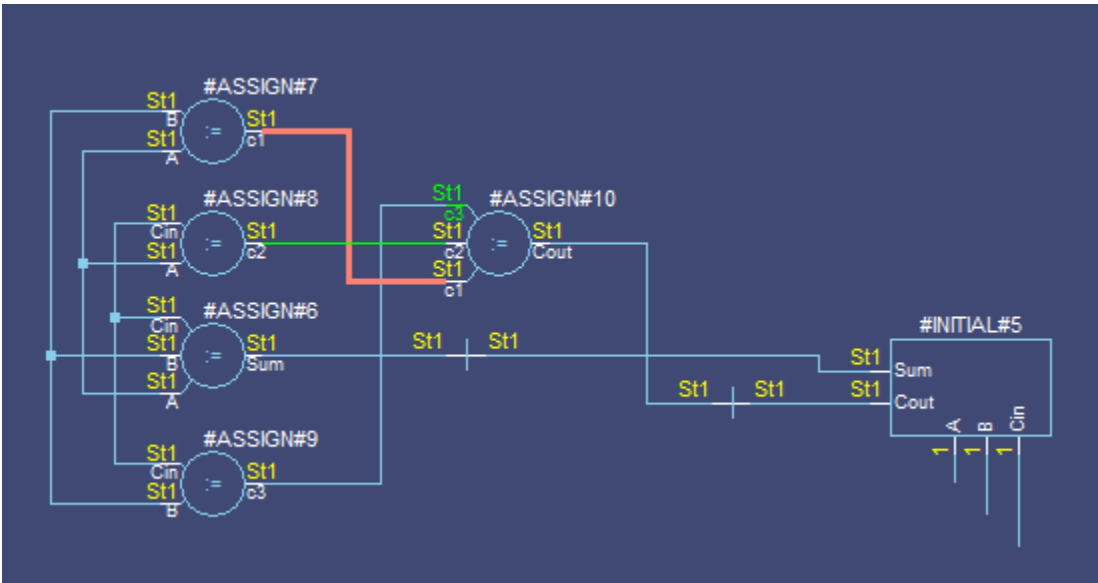 #ASSIGN#7
St1
B
St1
c1
St1
A
:=
#ASSIGN#8
St1
Cin
St1
c2
St1
A
:=
St1
c3
#ASSIGN#10
St1
c2
St1
Cout
St1
c1
:=
#ASSIGN#6
St1
Cin
St1
B
St1
Sum
St1
A
:=
St1 St1
#ASSIGN#9
St1
Cin
St1
c3
St1
B
:=
St1 St1
#INITIAL#5
St1
Sum
St1
Cout
A B Cin
1 1 1